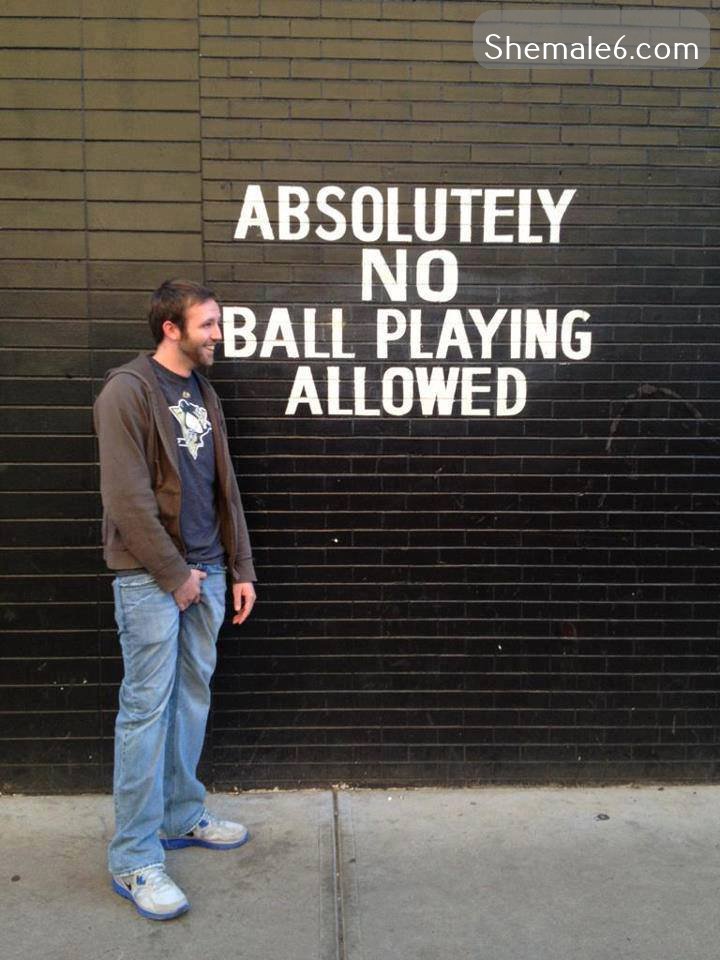 Shemale6.com
ABSOLUTELY
NO
BALL PLAYING
ALLOWED